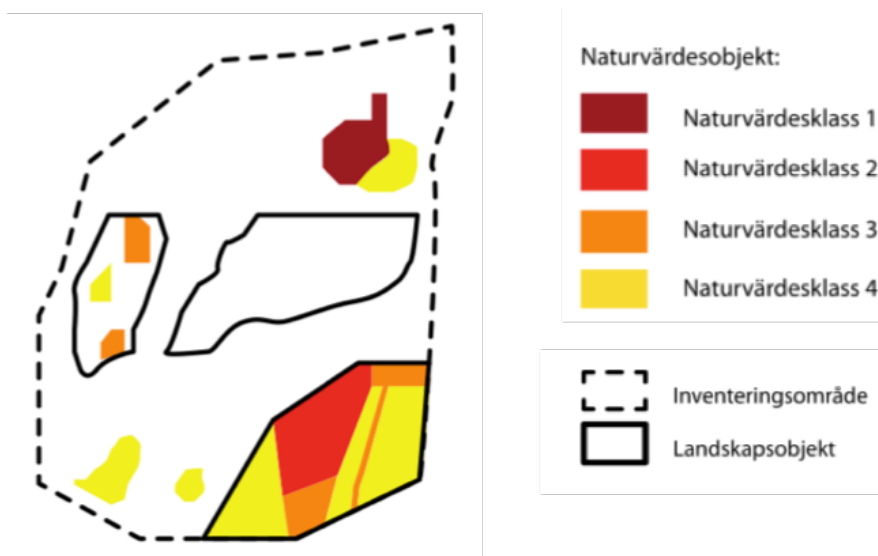 Naturvärdesobjekt:
Naturvärdesklass 1
Naturvärdesklass 2
Naturvärdesklass 3
Naturvärdesklass 4
Inventeringsområde
Landskapsobjekt